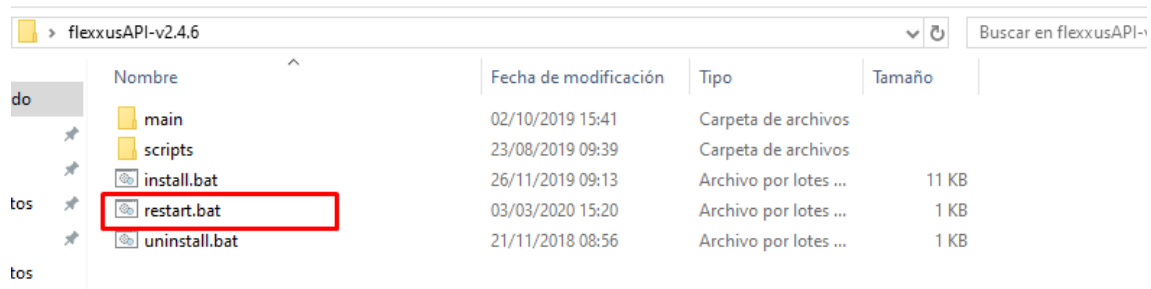 flexxusAPI-v2.4.6 Buscar en flexxusAPI-v
Nombre Fecha de modificación Tipo Tamaño
do
main 02/10/2019 15:41 Carpeta de archivos
scripts 23/08/2019 09:39 Carpeta de archivos
install.bat 26/11/2019 09:13 Archivo por lotes ... 11 KB
tos restart.bat 03/03/2020 15:20 Archivo por lotes ... 1 KB
uninstall.bat 21/11/2018 08:56 Archivo por lotes ... 1 KB
tos